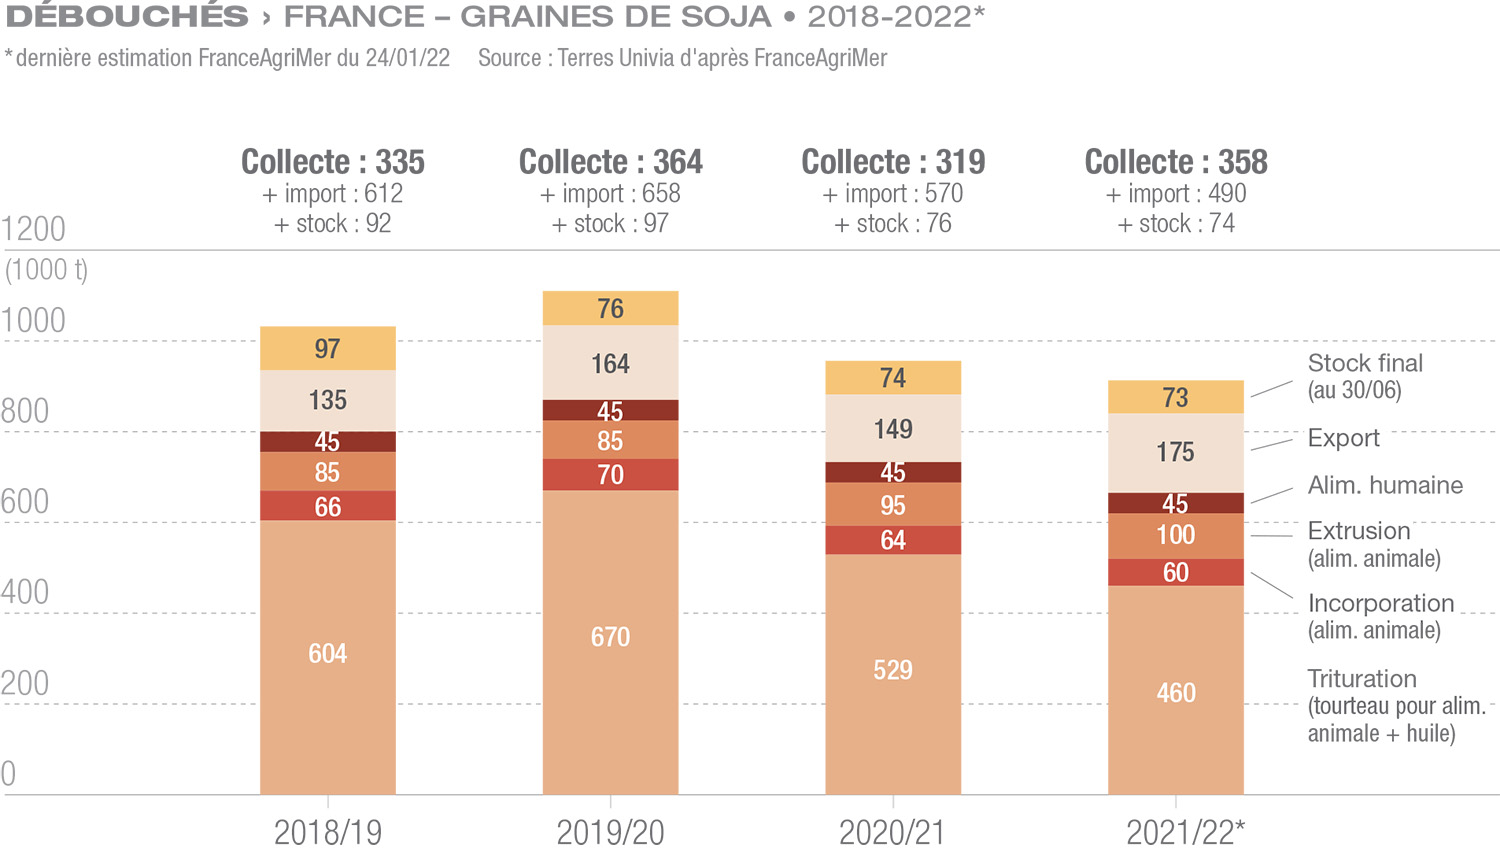 DÉBOUCHÉS › FRANCE – GRAINES DE SOJA • 2018-2022*
*dernière estimation FranceAgriMer du 24/01/22 Source : Terres Univia d'après FranceAgriMer
Collecte : 335
+ import : 612
+ stock : 92
Collecte : 364
+ import : 658
+ stock : 97
Collecte : 319
+ import : 570
+ stock : 76
Collecte : 358
+ import : 490
+ stock : 74
1200
(1000 t)
1000
800
600
400
200
0
97
135
45
85
66
604
76
164
45
85
70
670
74
149
45
95
64
529
73
175
45
100
60
460
Stock final
(au 30/06)
Export
Alim. humaine
Extrusion
(alim. animale)
Incorporation
(alim. animale)
Trituration
(tourteau pour alim.
animale + huile)
2018/19
2019/20
2020/21
2021/22*